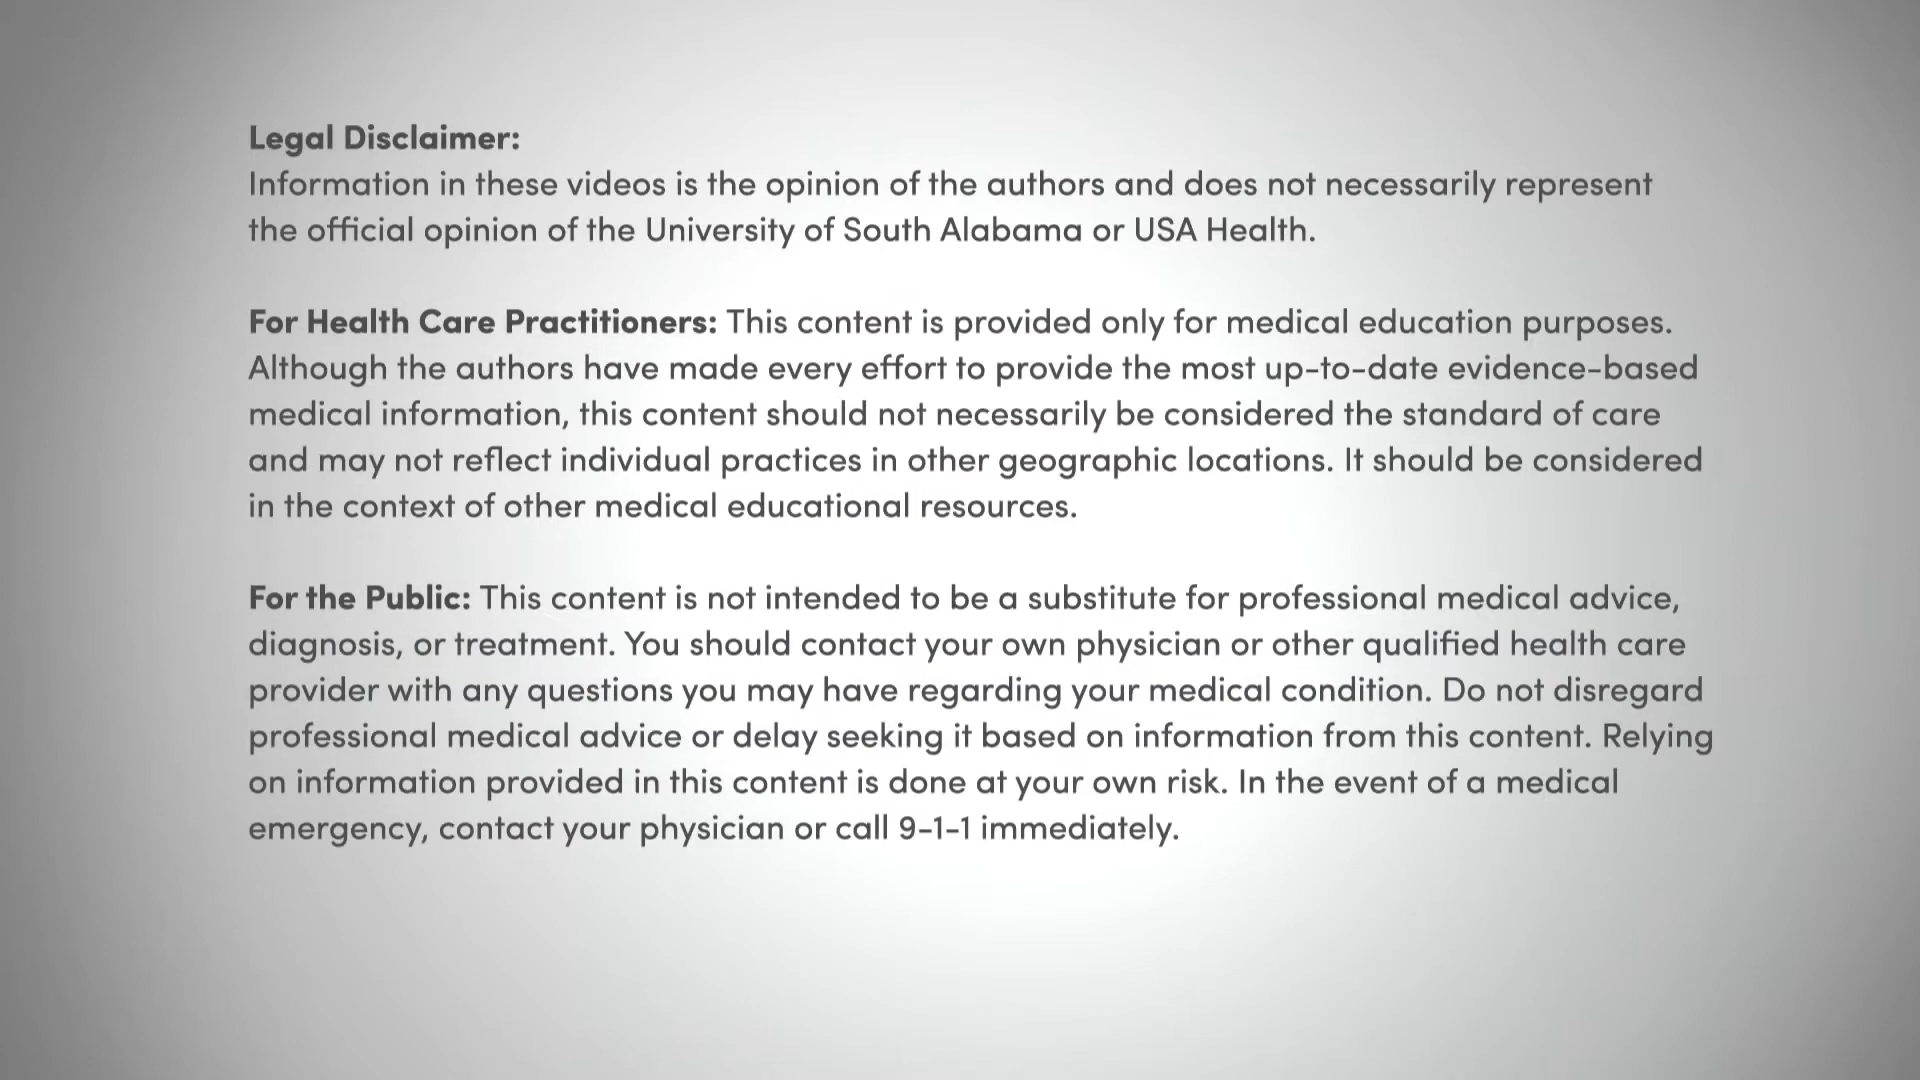 Legal Disclaimer:
Information in these videos is the opinion of the authors and does not necessarily represent
the official opinion of the University of South Alabama or USA Health.
For Health Care Practitioners: This content is provided only for medical education purposes.
Although the authors have made every effort to provide the most up-to-date evidence-based
medical information, this content should not necessarily be considered the standard of care
and may not reflect individual practices in other geographic locations. It should be considered
in the context of other medical educational resources.
For the Public: This content is not intended to be a substitute for professional medical advice,
diagnosis, or treatment. You should contact your own physician or other qualified health care
provider with any questions you may have regarding your medical condition. Do not disregard
professional medical advice or delay seeking it based on information from this content. Relying
on information provided in this content is done at your own risk. In the event of a medical
emergency, contact your physician or call 9-1-1 immediately.